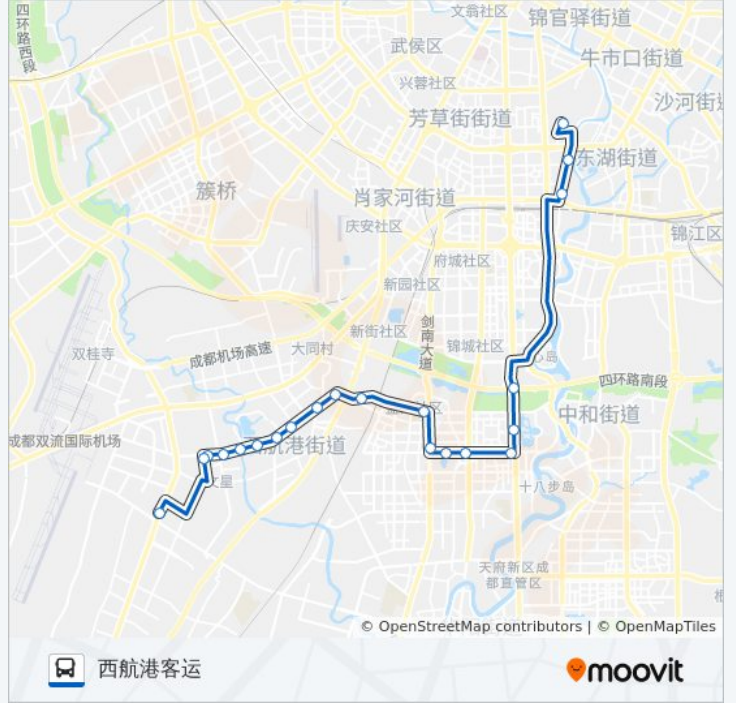 四环路西段
文翁社区
锦官驿街道
武侯区
牛市口街道
兴蓉社区
沙河街道
芳草街街道
东湖街道
簇桥
肖家河街道
庆安社区
锦江区
府城社区
新园社区
剑南大道
新街社区
双桂寺
成都机场高速
大同村
锦城社区
心岛
四环路南段
社区
中和街道
成都双流国际机场
航港街道
文星
十八步岛
天府新区成
都直管区
© OpenStreetMap contributors | © OpenMapTiles
西航港客运
moovit